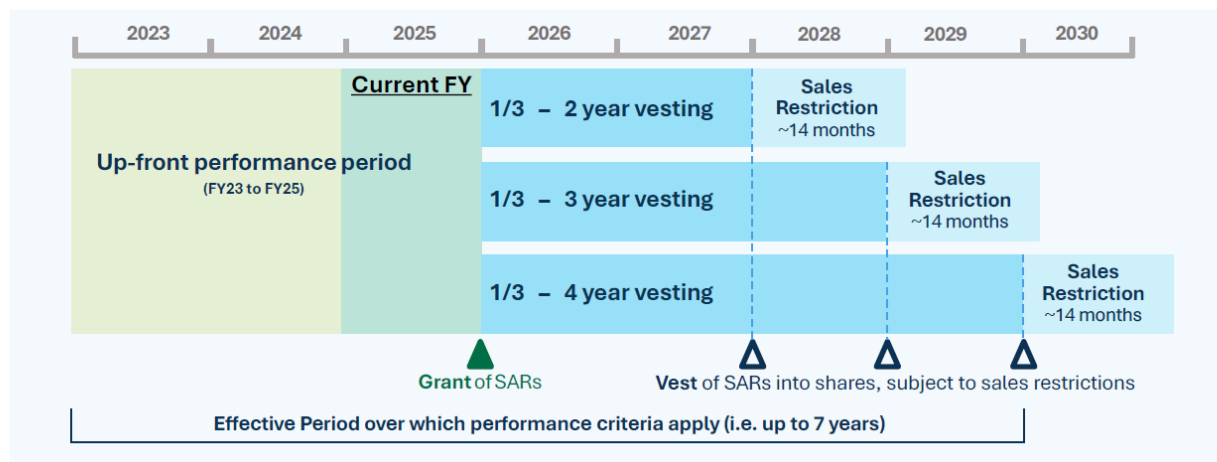 2023 2024 2025 2026 2027 2028 2029 2030
Current FY
Up-front performance period
(FY23 to FY25)
1/3 – 2 year vesting
Sales
Restriction
~14 months
1/3 – 3 year vesting
Sales
Restriction
~14 months
1/3 – 4 year vesting
Sales
Restriction
~14 months
Grant of SARs
Vest of SARs into shares, subject to sales restrictions
Effective Period over which performance criteria apply (i.e. up to 7 years)